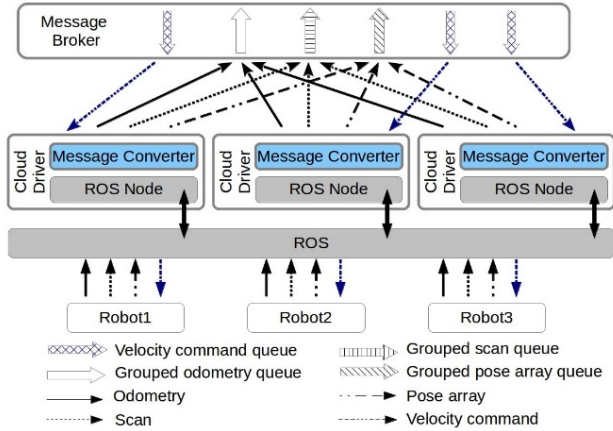 Message Broker
Cloud Driver
Message Converter
ROS Node
Cloud Driver
Message Converter
ROS Node
Cloud Driver
Message Converter
ROS Node
ROS
Robot1
Robot2
Robot3
Velocity command queue
Grouped scan queue
Grouped odometry queue
Grouped pose array queue
Odometry
Pose array
Scan
Velocity command